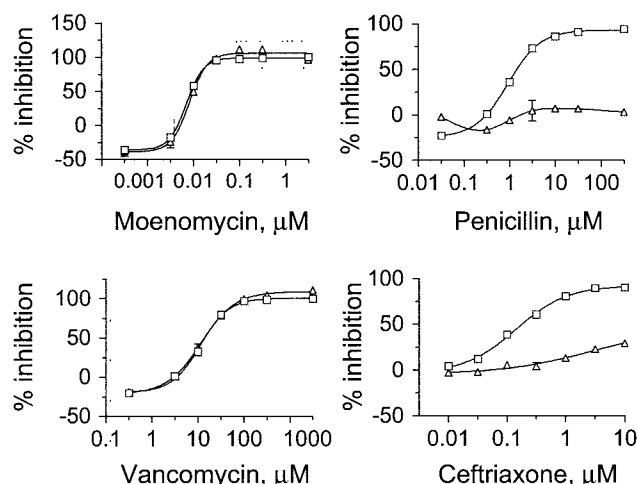 % inhibition
150
100
50
0
-50
0.001 0.01 0.1 1
Moenomycin, μM
% inhibition
100
50
0
-50
0.01 0.1 1 10 100
Penicillin, μM
% inhibition
100
50
0
-50
0.1 1 10 100 1000
Vancomycin, μM
% inhibition
100
50
0
-50
0.01 0.1 1 10
Ceftriaxone, μM